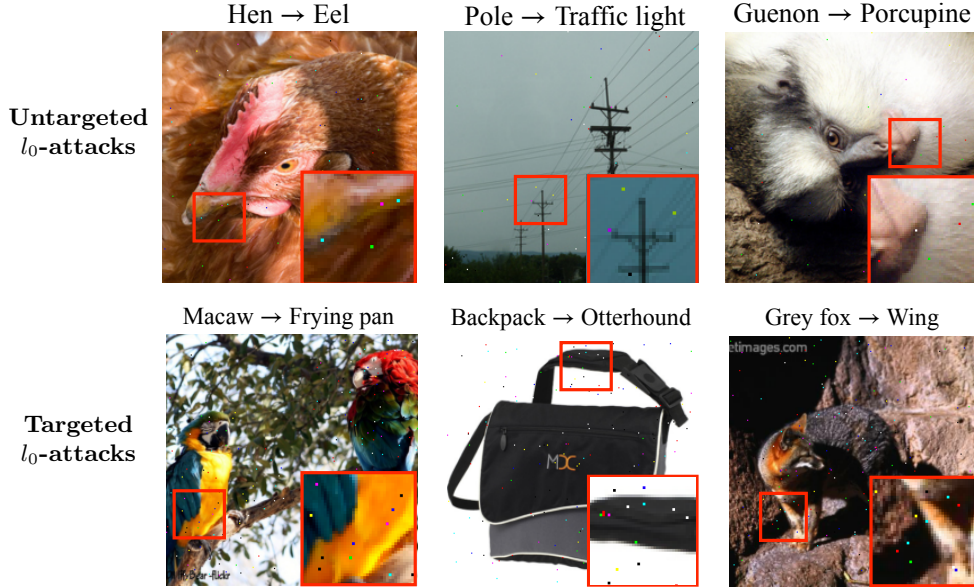 Hen → Eel
Pole → Traffic light
Guenon → Porcupine
Untargeted
l₀-attacks
Macaw → Frying pan
Backpack → Otterhound
Grey fox → Wing
etimages.com
Targeted
l₀-attacks
MDC